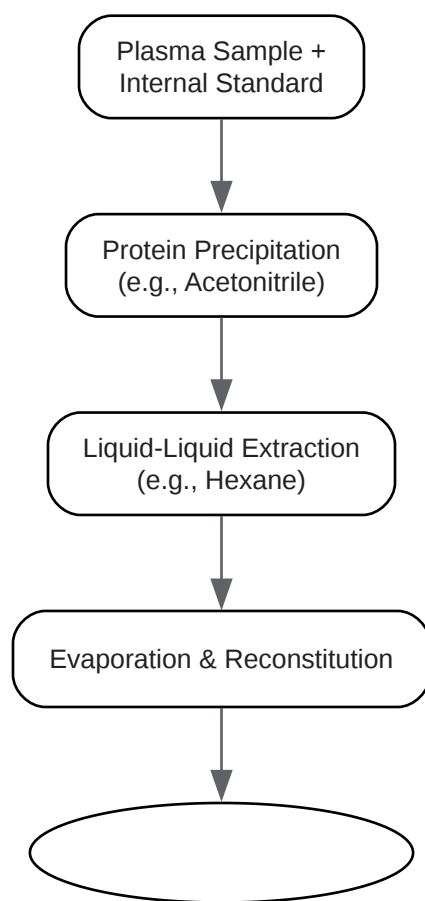 Plasma Sample +
Internal Standard
Protein Precipitation
(e.g., Acetonitrile)
Liquid-Liquid Extraction
(e.g., Hexane)
Evaporation & Reconstitution